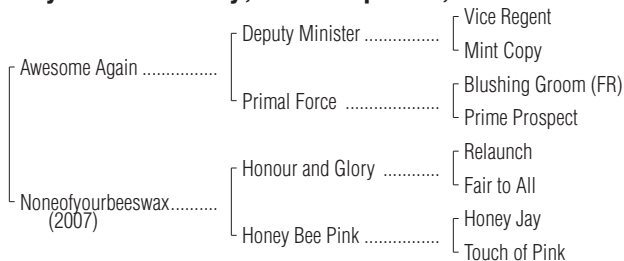 Vice Regent
Deputy Minister ................
Mint Copy
Awesome Again ................
Blushing Groom (FR)
Primal Force ....................
Prime Prospect
Relaunch
Honour and Glory ............
Fair to All
Noneofyourbeeswax..........
(2007)
Honey Jay
Honey Bee Pink ................
Touch of Pink